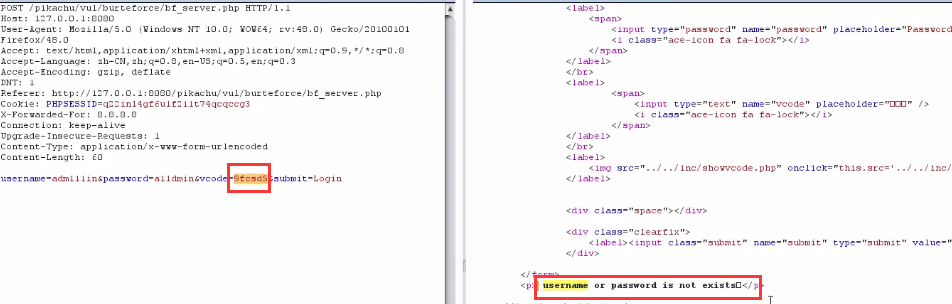 POST /pikachu/vul/burteforce/bf_server.php HTTP/1.1
Host: 127.0.0.1:8080
User-Agent: Mozilla/5.0 (Windows NT 10.0; WOW64; rv:48.0) Gecko/20100101
Firefox/48.0
Accept: text/html,application/xhtml+xml,application/xml;q=0.9,*/*;q=0.8
Accept-Language: zh-CN,zh;q=0.8,en-US;q=0.5,en;q=0.3
Accept-Encoding: gzip, deflate
DNT: 1
Referer: http://127.0.0.1:8080/pikachu/vul/burteforce/bf_server.php
Cookie:
X-Forwarded-For: 8.8.8.8
Connection: keep-alive
Upgrade-Insecure-Requests: 1
Content-Type: application/x-www-form-urlencoded
Content-Length: 60
username=adm111in&password=a11dmin&vcode=9fcsd5&submit=Login
<label>
<span>
<input type="password" name="password" placeholder="Password
<i class="ace-icon fa fa-lock"></i>
</span>
</label>
</br>
<label>
<span>
<input type="text" name="vcode" placeholder="□□□" />
<i class="ace-icon fa fa-lock"></i>
</span>
</label>
</br>
<label>
<img src="../../inc/showvcode.php" onclick="this.src='../../inc/
</label>
<div class="space"></div>
<div class="clearfix">
<label><input class="submit" name="submit" type="submit" value="
</div>
</form>
<p> username or password is not exists□</p>